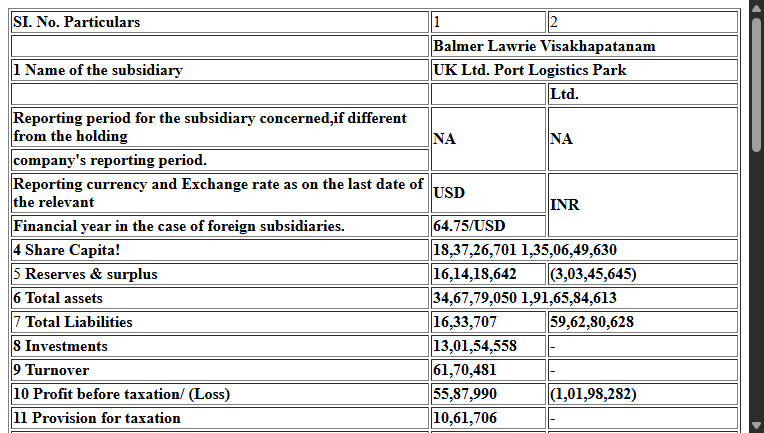 SI. No. Particulars 1 2
Balmer Lawrie Visakhapatanam
1 Name of the subsidiary UK Ltd. Port Logistics Park
Ltd.
Reporting period for the subsidiary concerned,if different
from the holding
NA NA
company's reporting period.
Reporting currency and Exchange rate as on the last date of
the relevant
USD INR
Financial year in the case of foreign subsidiaries. 64.75/USD
4 Share Capita! 18,37,26,701 1,35,06,49,630
5 Reserves & surplus 16,14,18,642 (3,03,45,645)
6 Total assets 34,67,79,050 1,91,65,84,613
7 Total Liabilities 16,33,707 59,62,80,628
8 Investments 13,01,54,558 -
9 Turnover 61,70,481 -
10 Profit before taxation/ (Loss) 55,87,990 (1,01,98,282)
11 Provision for taxation 10,61,706 -